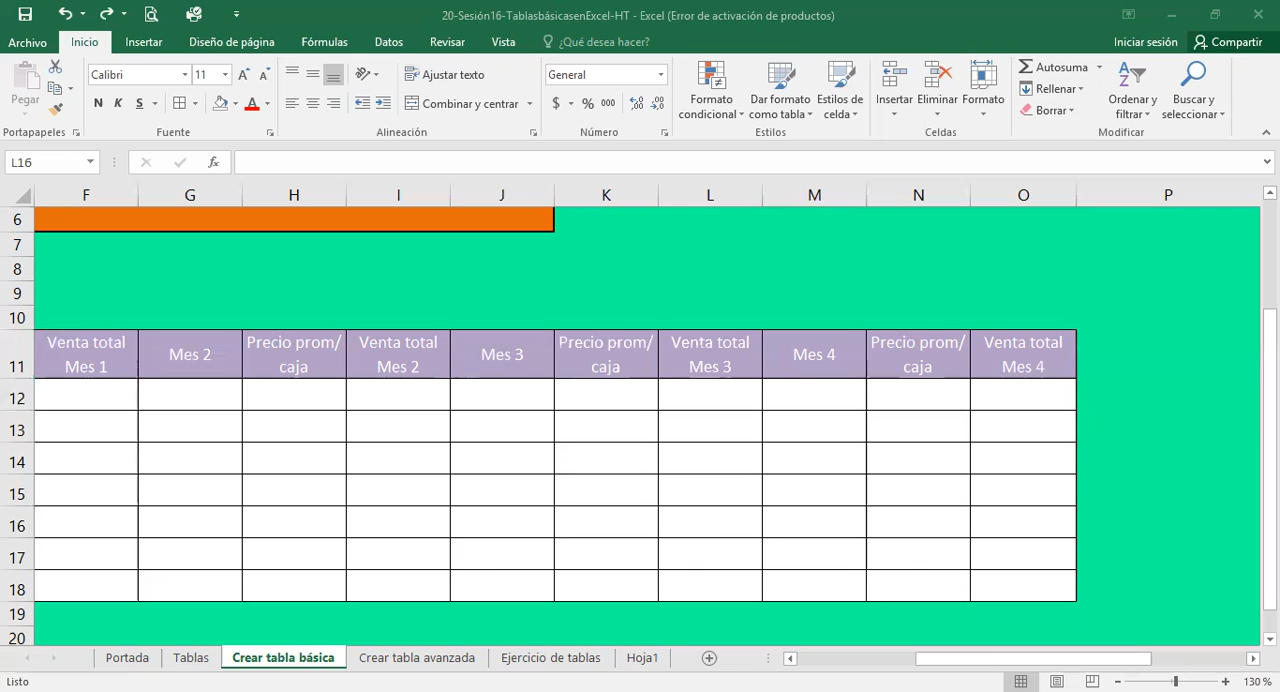 20-Sesión16-TablasbásicasenExcel-HT - Excel (Error de activación de productos)
Archivo Inicio Insertar Diseño de página Fórmulas Datos Revisar Vista ¿Qué desea hacer? Iniciar sesión Compartir
Pegar
Portapapeles
Calibri 11
N K S
Fuente
Ajustar texto
Combinar y centrar
Alineación
General
$ % 000
Número
Formato condicional
Dar formato como tabla
Estilos de celda
Estilos
Insertar Eliminar Formato
Celdas
Autosuma
Rellenar
Borrar
Ordenar y filtrar
Buscar y seleccionar
Modificar
L16 fx
F G H I J K L M N O P
6
7
8
9
10
11 Venta total Mes 1 Mes 2 Precio prom/ caja Venta total Mes 2 Mes 3 Precio prom/ caja Venta total Mes 3 Mes 4 Precio prom/ caja Venta total Mes 4
12
13
14
15
16
17
18
19
20
Portada Tablas Crear tabla básica Crear tabla avanzada Ejercicio de tablas Hoja1
Listo 130 %